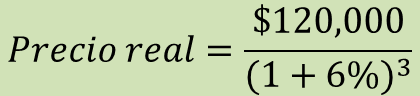 Precio real = $120,000 / (1 + 6%)³